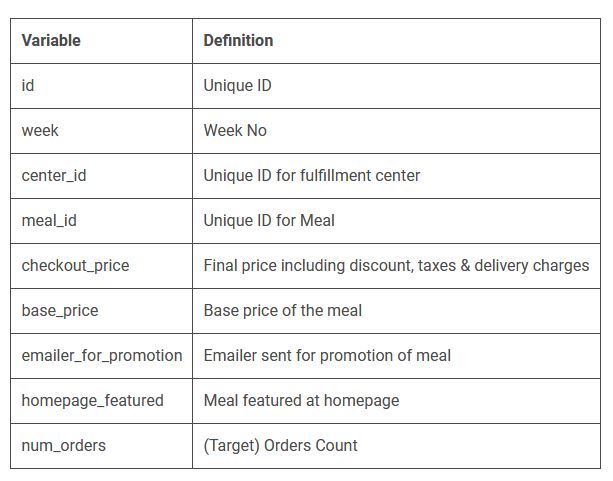 Variable Definition
id Unique ID
week Week No
center_id Unique ID for fulfillment center
meal_id Unique ID for Meal
checkout_price Final price including discount, taxes & delivery charges
base_price Base price of the meal
emailer_for_promotion Emailer sent for promotion of meal
homepage_featured Meal featured at homepage
num_orders (Target) Orders Count